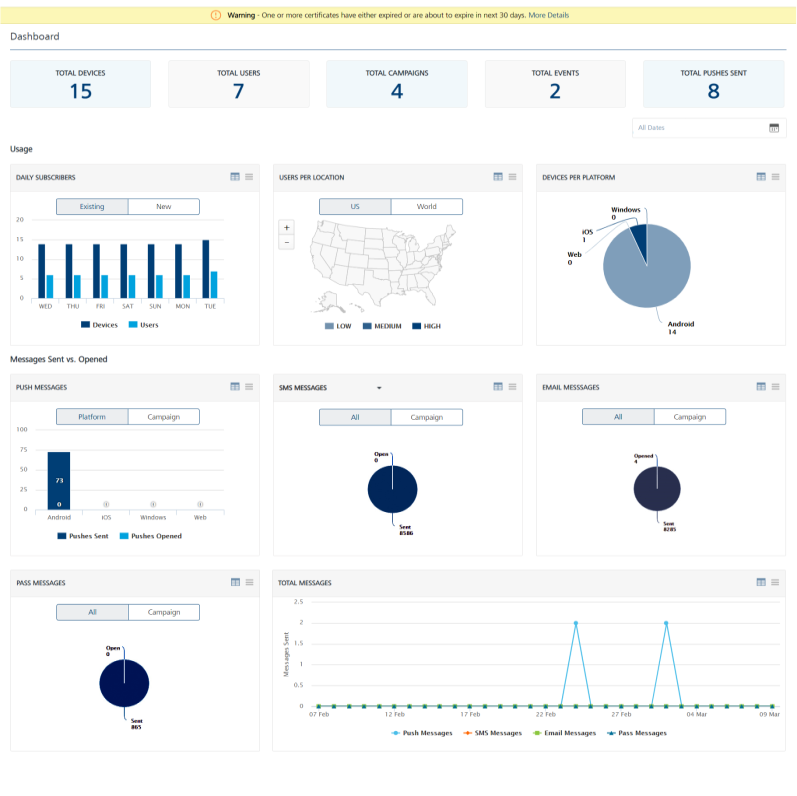 Warning - One or more certificates have either expired or are about to expire in next 30 days. More Details
Dashboard
TOTAL DEVICES
15
TOTAL USERS
7
TOTAL CAMPAIGNS
4
TOTAL EVENTS
2
TOTAL PUSHES SENT
8
All Dates
Usage
DAILY SUBSCRIBERS
Existing New
20
15
10
5
0
WED THU FRI SAT SUN MON TUE
Devices Users
USERS PER LOCATION
US World
+
−
LOW MEDIUM HIGH
DEVICES PER PLATFORM
Windows
0
iOS
1
Web
0
Android
14
Messages Sent vs. Opened
PUSH MESSAGES
Platform Campaign
100
75
50
25
0
73
0
0 0 0
Android iOS Windows Web
Pushes Sent Pushes Opened
SMS MESSAGES
All Campaign
Open
0
Sent
8586
EMAIL MESSSAGES
All Campaign
Opened
4
Sent
8285
PASS MESSAGES
All Campaign
Open
0
Sent
865
TOTAL MESSAGES
Messages Sent
2.5
2
1.5
1
0.5
0
07 Feb 12 Feb 17 Feb 22 Feb 27 Feb 04 Mar 09 Mar
Push Messages SMS Messages Email Messages Pass Messages